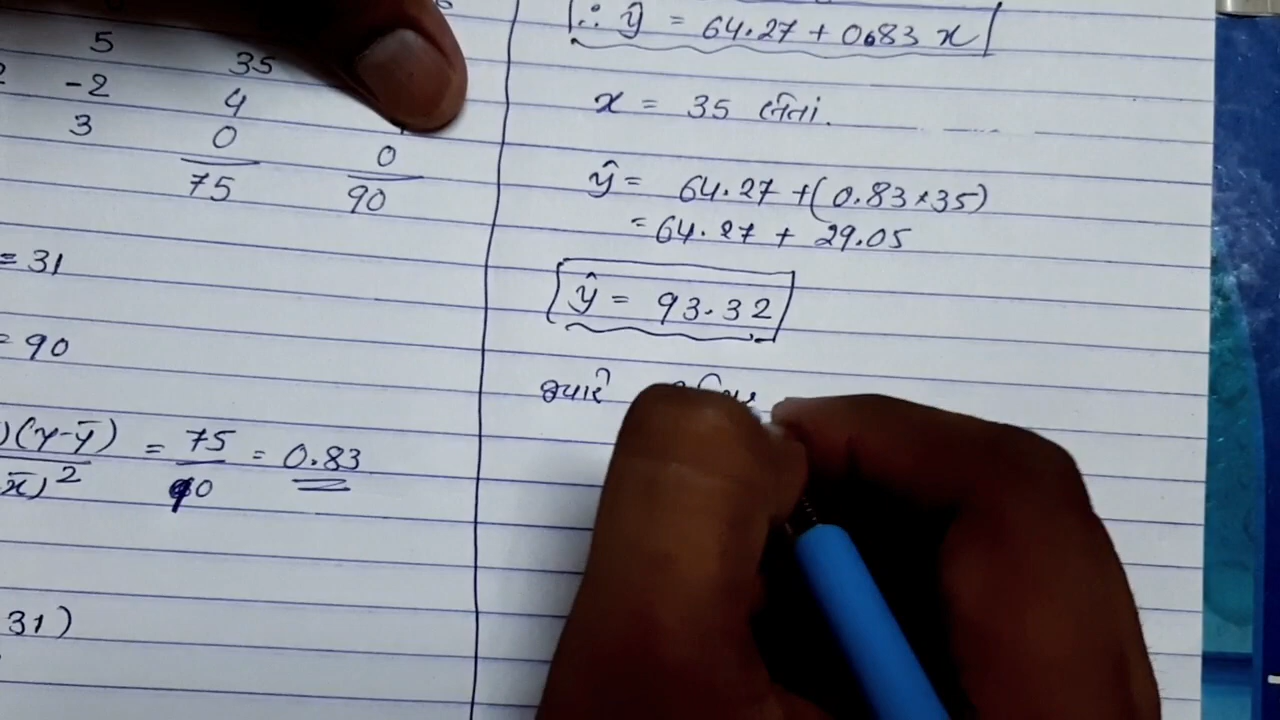 5 35
-2 4
3 0 0
75 90
= 31
= 90
)(y-ȳ) = 75 = 0.83
x̄)² 90
31)
∴ ŷ = 64.27 + 0.83 x
x = 35 લેતાં.
ŷ = 64.27 + (0.83×35)
= 64.27 + 29.05
ŷ = 93.32
જ્યારે